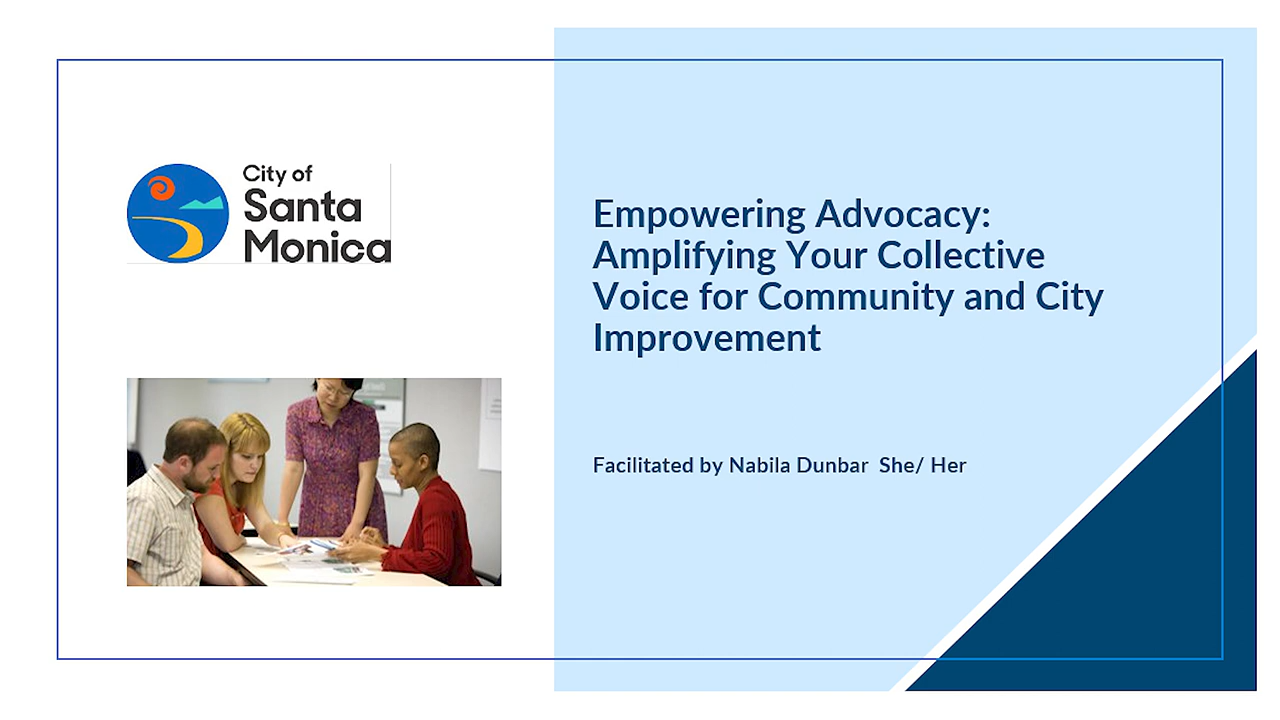 City of
Santa
Monica
Empowering Advocacy:
Amplifying Your Collective
Voice for Community and City
Improvement
Facilitated by Nabila Dunbar  She/ Her